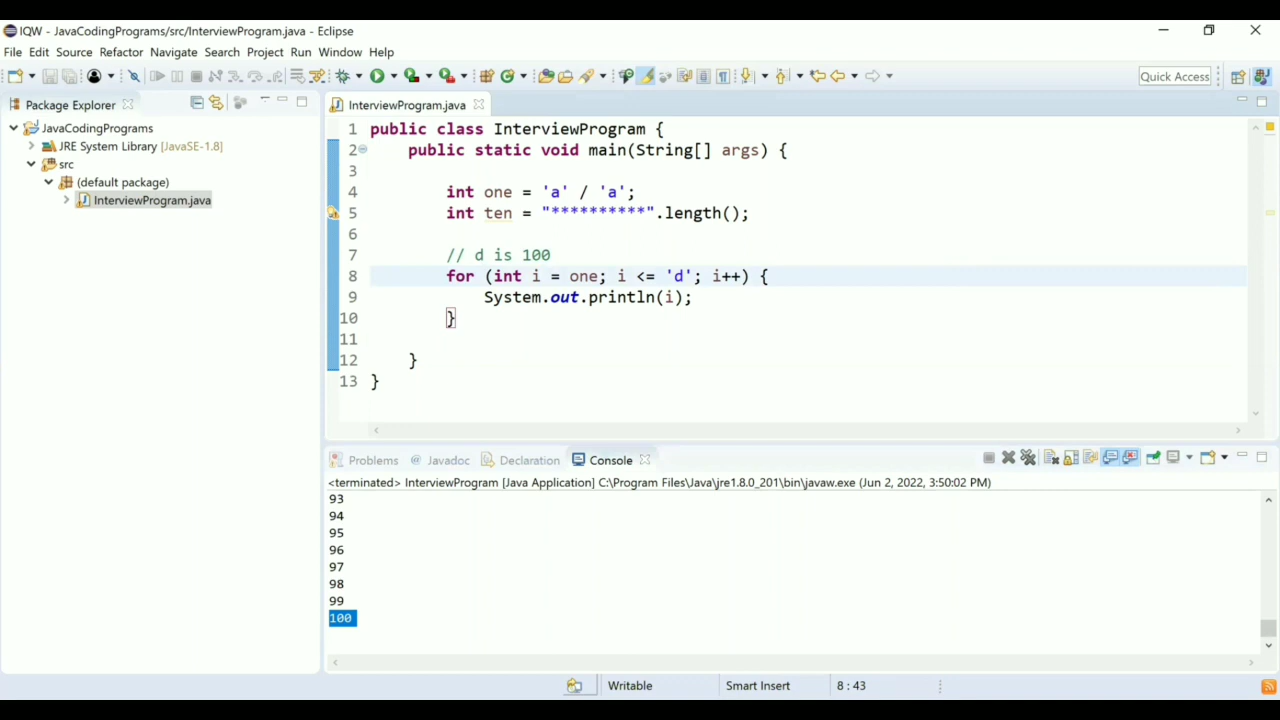 IQW - JavaCodingPrograms/src/InterviewProgram.java - Eclipse
File Edit Source Refactor Navigate Search Project Run Window Help
Quick Access
Package Explorer
JavaCodingPrograms
JRE System Library [JavaSE-1.8]
src
(default package)
InterviewProgram.java
InterviewProgram.java
1 public class InterviewProgram {
2 public static void main(String[] args) {
3
4 int one = 'a' / 'a';
5 int ten = "**********".length();
6
7 // d is 100
8 for (int i = one; i <= 'd'; i++) {
9 System.out.println(i);
10 }
11
12 }
13 }
Problems @ Javadoc Declaration Console
<terminated> InterviewProgram [Java Application] C:\Program Files\Java\jre1.8.0_201\bin\javaw.exe (Jun 2, 2022, 3:50:02 PM)
93
94
95
96
97
98
99
100
Writable Smart Insert 8 : 43